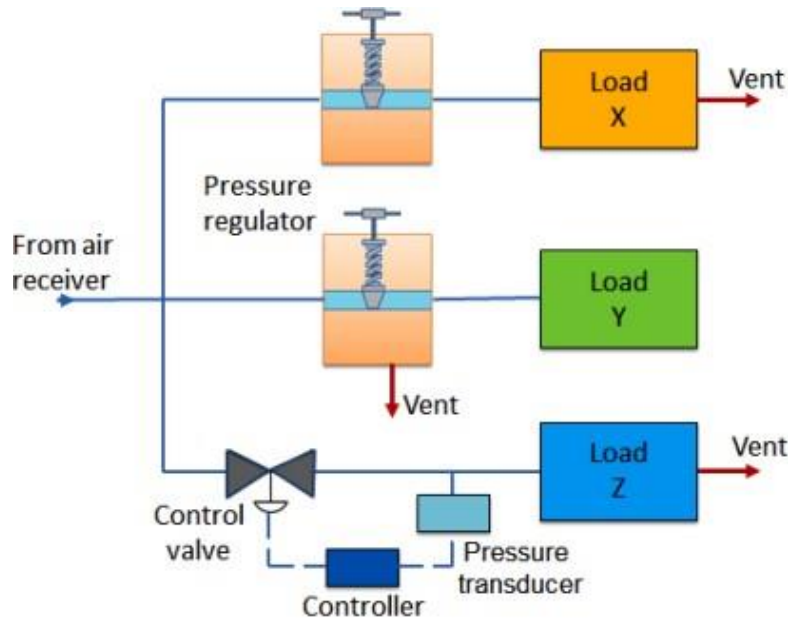 Load
X
Vent
Pressure
regulator
From air
receiver
Load
Y
Vent
Load
Z
Vent
Control
valve
Pressure
transducer
Controller